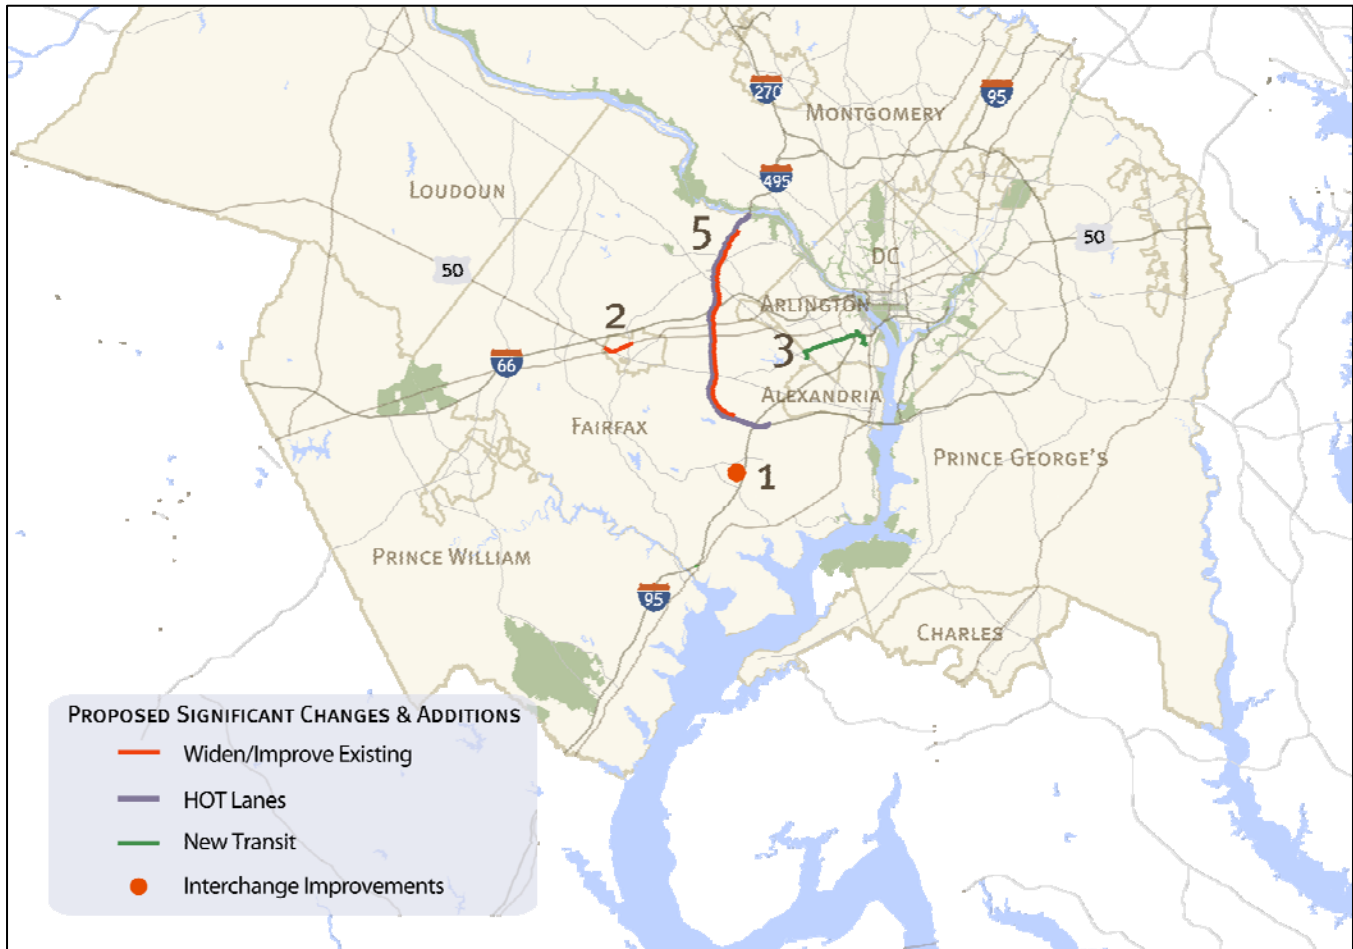 270
95
MONTGOMERY
495
LOUDOUN
5
50
DC
50
ARLINGTON
2
3
66
ALEXANDRIA
FAIRFAX
PRINCE GEORGE'S
1
PRINCE WILLIAM
95
CHARLES
PROPOSED SIGNIFICANT CHANGES & ADDITIONS
Widen/Improve Existing
HOT Lanes
New Transit
Interchange Improvements